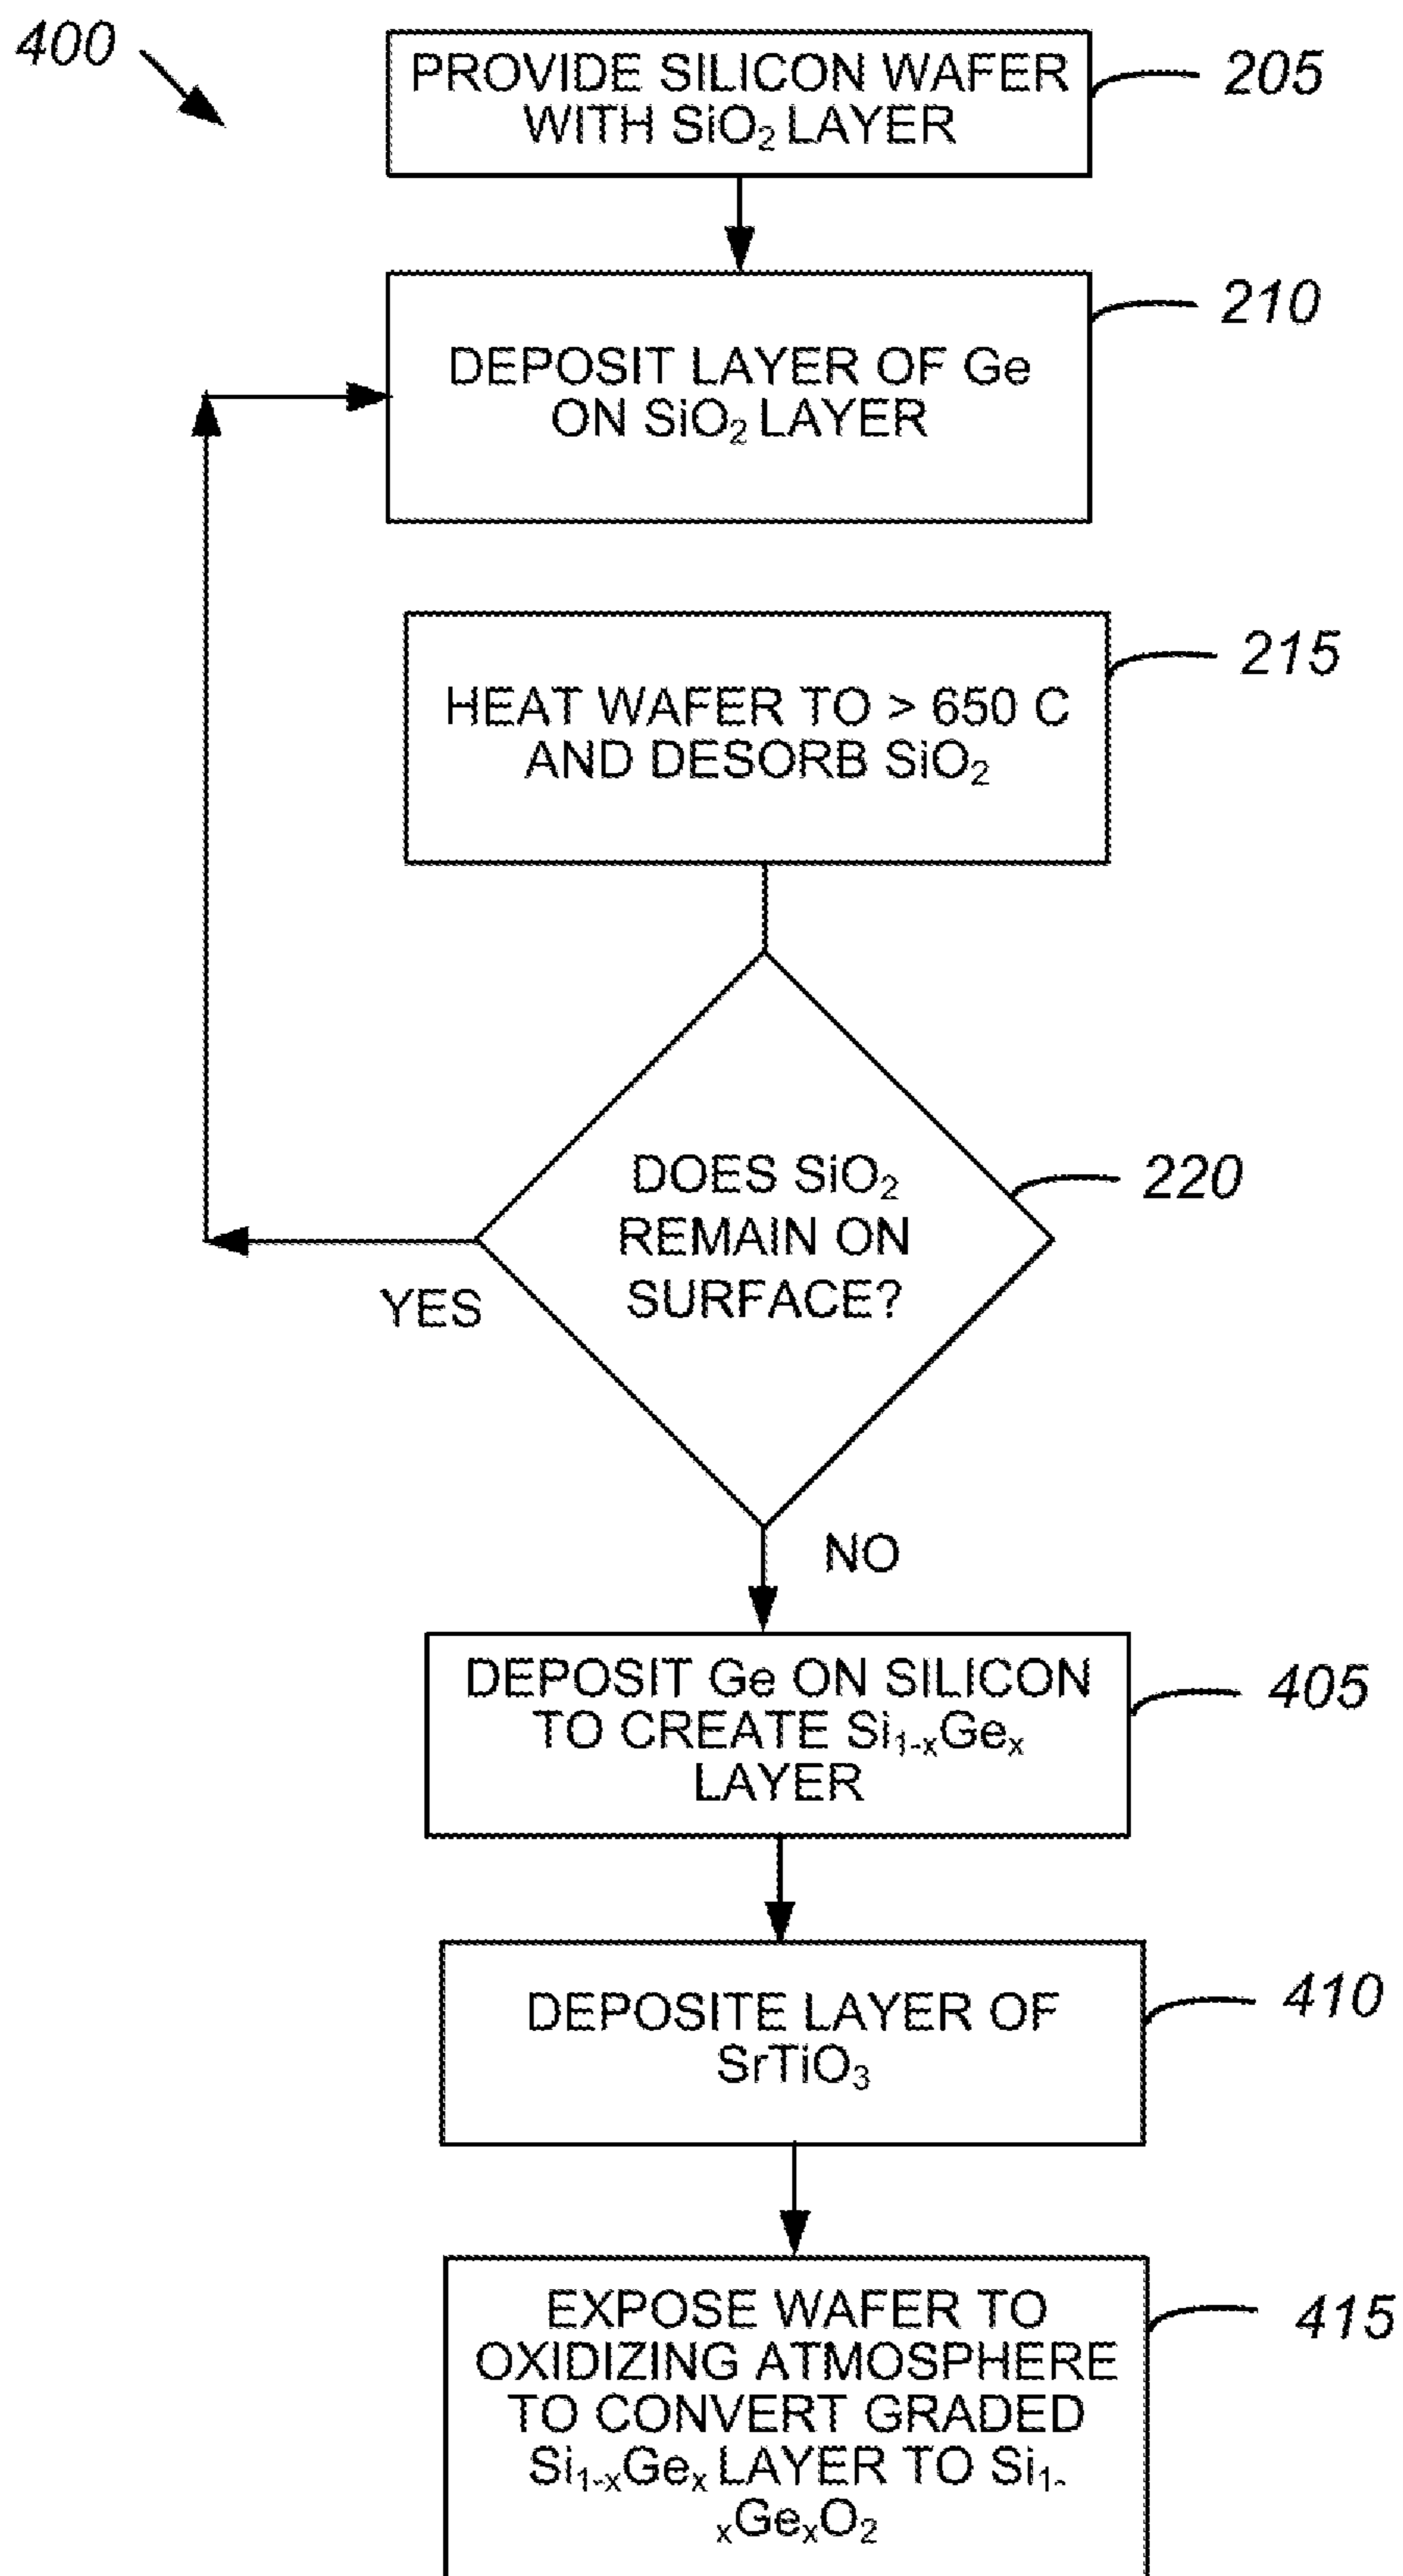 400
PROVIDE SILICON WAFER
WITH SiO₂ LAYER
205
DEPOSIT LAYER OF Ge
ON SiO₂ LAYER
210
HEAT WAFER TO > 650 C
AND DESORB SiO₂
215
DOES SiO₂
REMAIN ON
SURFACE?
220
YES
NO
DEPOSIT Ge ON SILICON
TO CREATE Si₁₋ₓGeₓ
LAYER
405
DEPOSITE LAYER OF
SrTiO₃
410
EXPOSE WAFER TO
OXIDIZING ATMOSPHERE
TO CONVERT GRADED
Si₁₋ₓGeₓ LAYER TO Si₁₋
ₓGeₓO₂
415